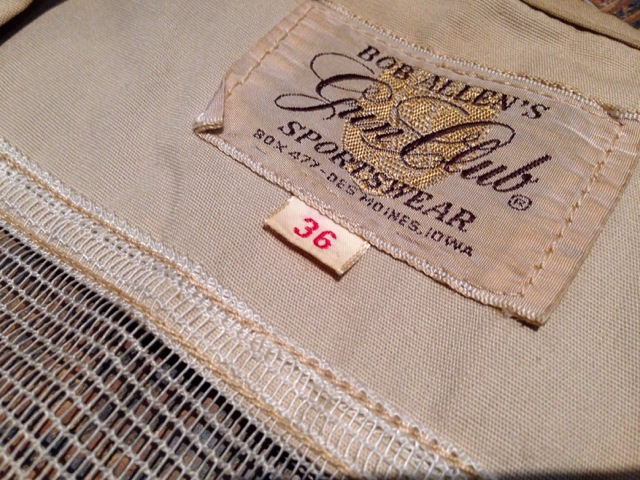 BOB ALLEN'S
Gun Club®
SPORTSWEAR
BOX 477-DES MOINES, IOWA
36